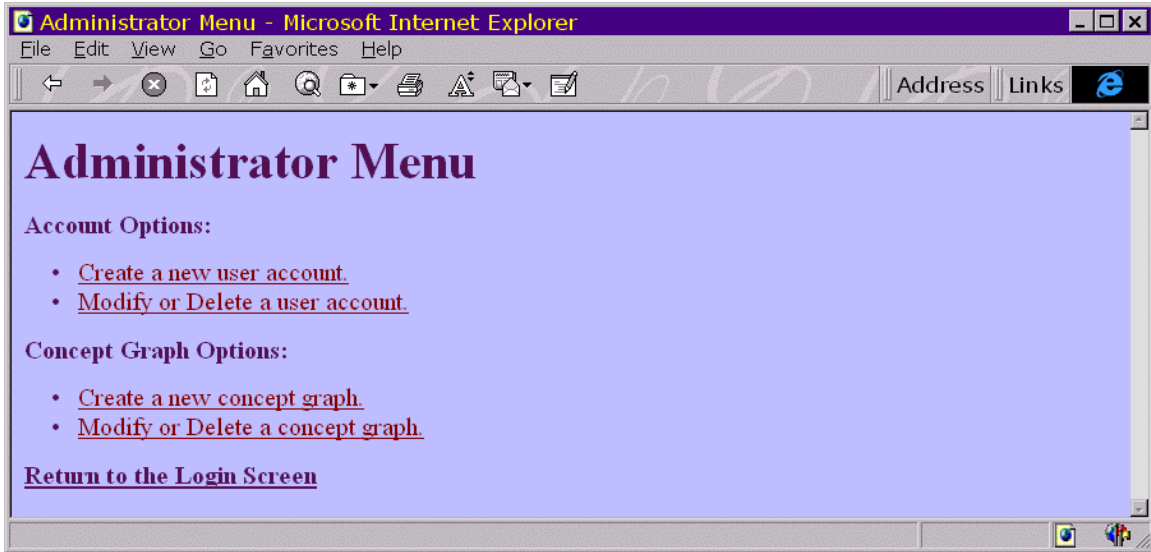 Administrator Menu - Microsoft Internet Explorer
File Edit View Go Favorites Help
Address Links
Administrator Menu
Account Options:
• Create a new user account.
• Modify or Delete a user account.
Concept Graph Options:
• Create a new concept graph.
• Modify or Delete a concept graph.
Return to the Login Screen